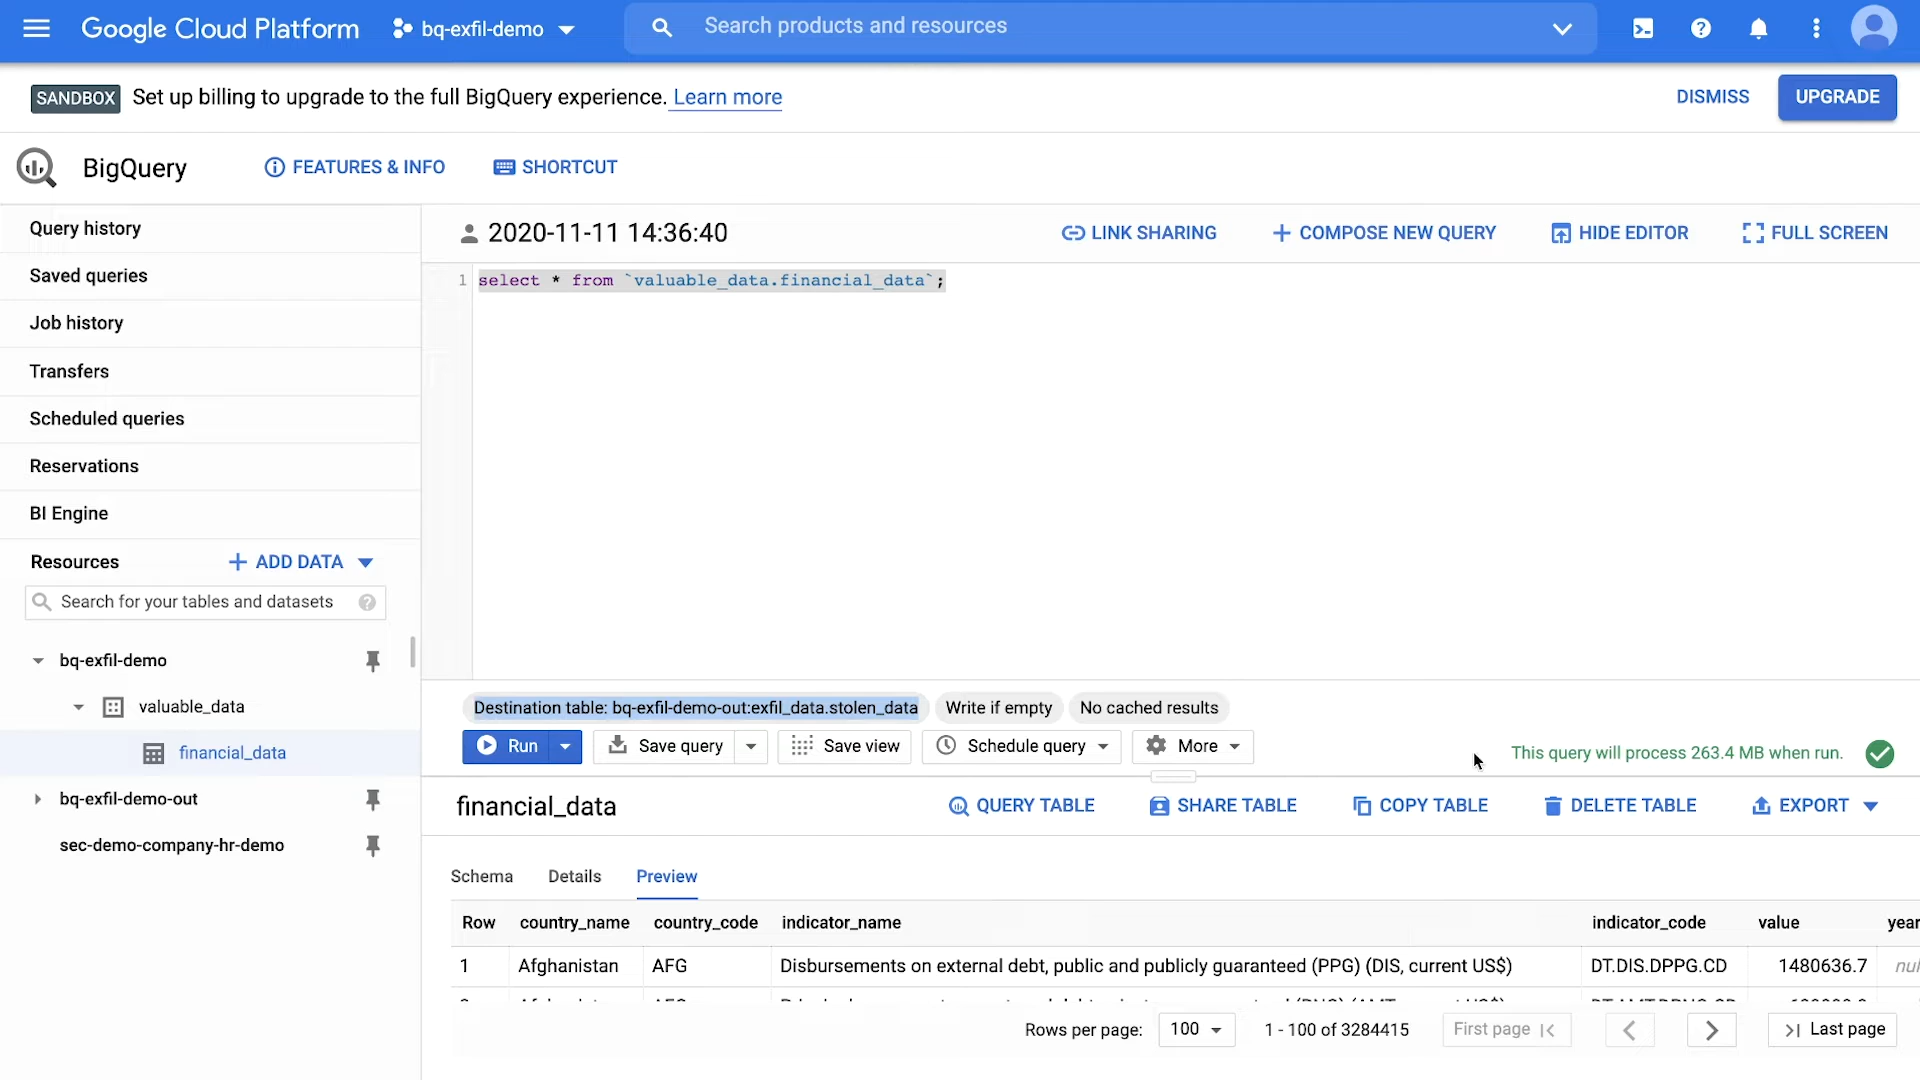 Google Cloud Platform bq-exfil-demo Search products and resources
SANDBOX Set up billing to upgrade to the full BigQuery experience. Learn more DISMISS UPGRADE
BigQuery FEATURES & INFO SHORTCUT
Query history
Saved queries
Job history
Transfers
Scheduled queries
Reservations
BI Engine
Resources ADD DATA
Search for your tables and datasets
bq-exfil-demo
valuable_data
financial_data
bq-exfil-demo-out
sec-demo-company-hr-demo
2020-11-11 14:36:40 LINK SHARING COMPOSE NEW QUERY HIDE EDITOR FULL SCREEN
1 select * from `valuable_data.financial_data`;
Destination table: bq-exfil-demo-out:exfil_data.stolen_data Write if empty No cached results
Run Save query Save view Schedule query More This query will process 263.4 MB when run.
financial_data QUERY TABLE SHARE TABLE COPY TABLE DELETE TABLE EXPORT
Schema Details Preview
Row country_name country_code indicator_name indicator_code value year
1 Afghanistan AFG Disbursements on external debt, public and publicly guaranteed (PPG) (DIS, current US$) DT.DIS.DPPG.CD 1480636.7
Rows per page: 100 1 - 100 of 3284415 First page |< < > >| Last page